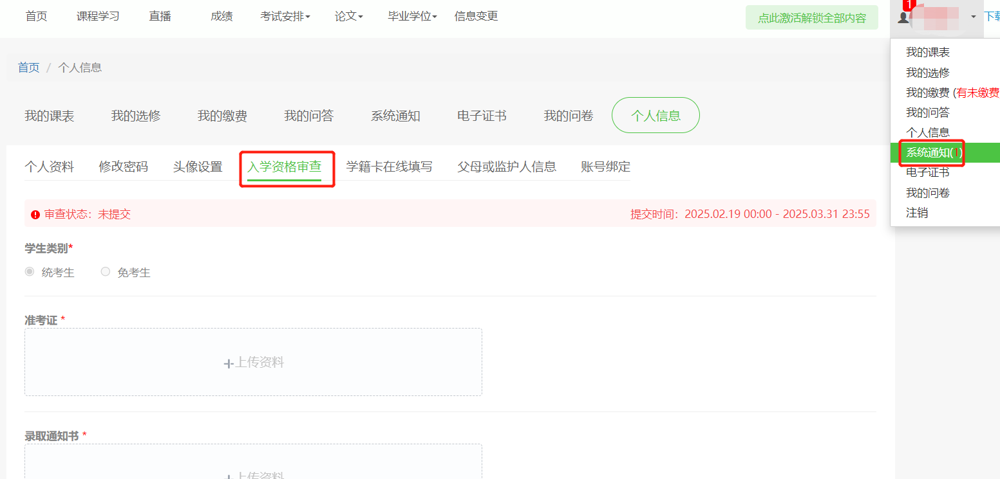 首页 课程学习 直播 成绩 考试安排 论文 毕业学位 信息变更 点此激活解锁全部内容 1 下载
首页 / 个人信息
我的课表 我的选修 我的缴费 我的问答 系统通知 电子证书 我的问卷 个人信息
个人资料 修改密码 头像设置 入学资格审查 学籍卡在线填写 父母或监护人信息 账号绑定
审查状态：未提交 提交时间：2025.02.19 00:00 - 2025.03.31 23:55
学生类别*
统考生 免考生
准考证 *
+上传资料
录取通知书 *
+上传资料
我的课表
我的选修
我的缴费 (有未缴费
我的问答
个人信息
系统通知(1)
电子证书
我的问卷
注销